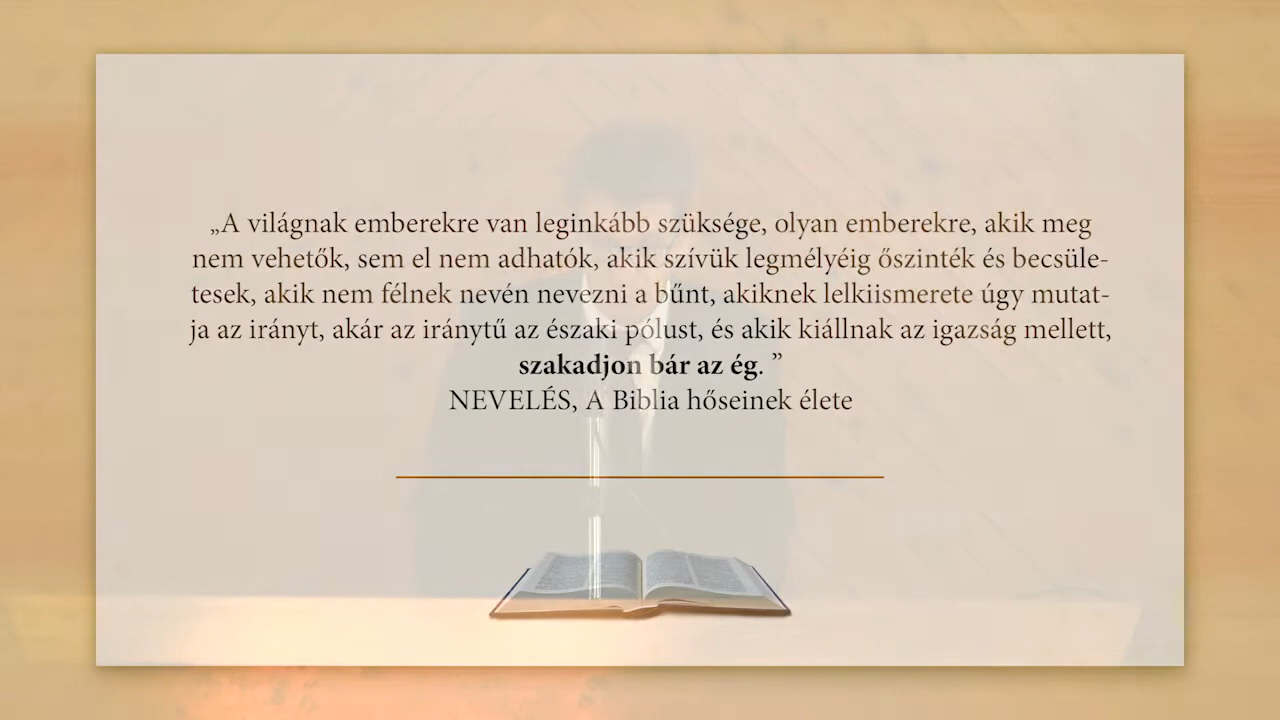 „A világnak emberekre van leginkább szüksége, olyan emberekre, akik meg
nem vehetők, sem el nem adhatók, akik szívük legmélyéig őszinték és becsüle-
tesek, akik nem félnek nevén nevezni a bűnt, akiknek lelkiismerete úgy mutat-
ja az irányt, akár az iránytű az északi pólust, és akik kiállnak az igazság mellett,
szakadjon bár az ég. ”
NEVELÉS, A Biblia hőseinek élete